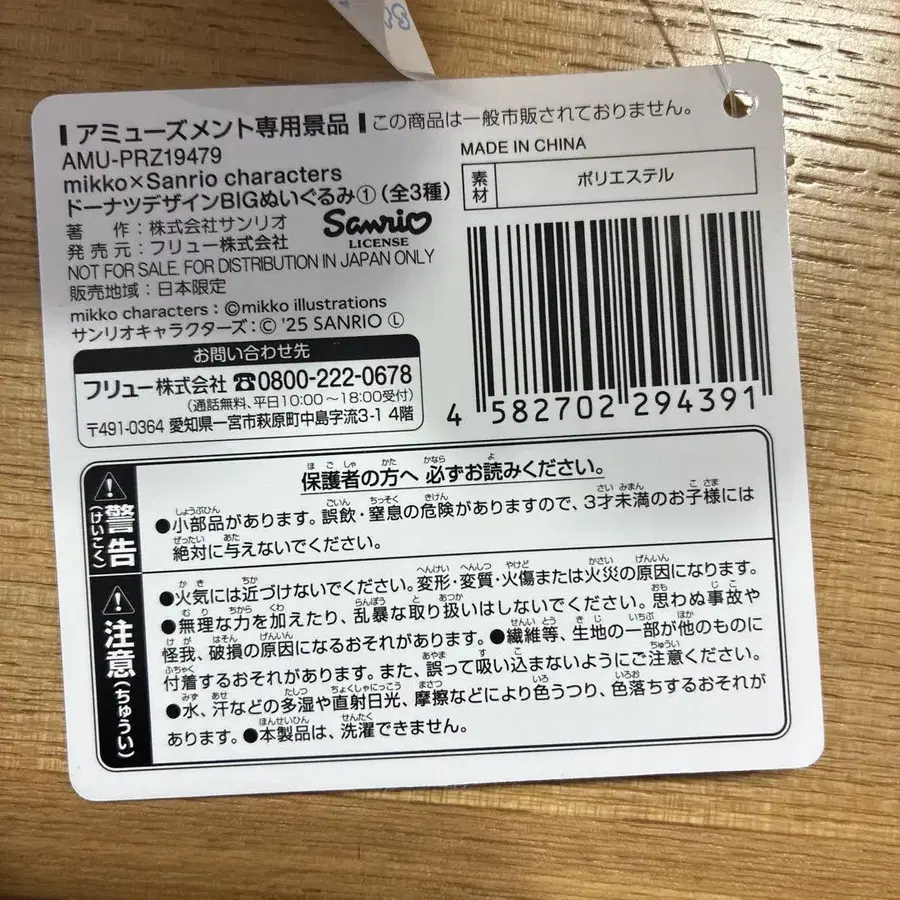 アミューズメント専用景品 この商品は一般市販されておりません。
AMU-PRZ19479
mikko×Sanrio characters
ドーナツデザインBIGぬいぐるみ①(全3種)
著 作:株式会社サンリオ
発売元:フリュー株式会社
Sanrio
LICENSE
NOT FOR SALE. FOR DISTRIBUTION IN JAPAN ONLY
販売地域:日本限定
mikko characters:©mikko illustrations
サンリオキャラクターズ:© '25 SANRIO Ⓛ
MADE IN CHINA
素材 ポリエステル
4 582702 294391
お問い合わせ先
フリュー株式会社 ☎0800-222-0678
(通話無料、平日10:00~18:00受付)
〒491-0364 愛知県一宮市萩原町中島字流3-1 4階
警告(けいこく)
保護者の方へ 必ずお読みください。
●小部品があります。誤飲・窒息の危険がありますので、3才未満のお子様には
絶対に与えないでください。
注意(ちゅうい)
●火気には近づけないでください。変形・変質・火傷または火災の原因になります。
●無理な力を加えたり、乱暴な取り扱いはしないでください。思わぬ事故や
怪我、破損の原因になるおそれがあります。●繊維等、生地の一部が他のものに
付着するおそれがあります。また、誤って吸い込まないようにご注意ください。
●水、汗などの多湿や直射日光、摩擦などにより色うつり、色落ちするおそれが
あります。●本製品は、洗濯できません。